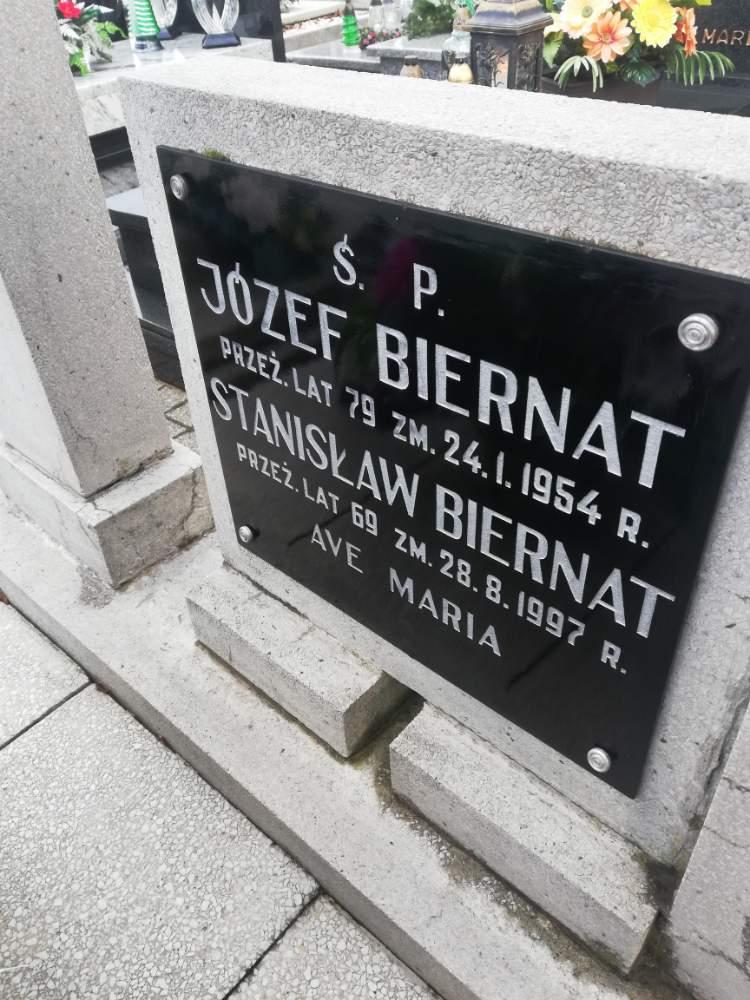 Ś. P.
JÓZEF BIERNAT
PRZEŻ. LAT 79 ZM. 24.I.1954 R.
STANISŁAW BIERNAT
PRZEŻ. LAT 69 ZM. 28.8.1997 R.
AVE MARIA